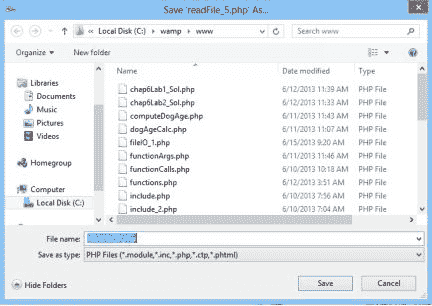 Save 'readFile_5.php' As...
Local Disk (C:) wamp www
Search www
Organize New folder
Name Date modified Type
Libraries
Documents
Music
Pictures
Videos
Homegroup
Computer
Local Disk (C:)
chap6Lab1_Sol.php 6/12/2013 11:39 AM PHP File
chap6Lab2_Sol.php 6/12/2013 11:33 AM PHP File
computeDogAge.php 6/11/2013 11:43 AM PHP File
dogAgeCalc.php 6/11/2013 11:07 AM PHP File
fileIO_1.php 6/15/2013 9:20 AM PHP File
functionArgs.php 6/11/2013 11:46 AM PHP File
functionCalls.php 6/10/2013 10:18 AM PHP File
functions.php 6/12/2013 3:51 AM PHP File
include.php 6/10/2013 7:56 AM PHP File
include_2.php 6/10/2013 7:04 AM PHP File
File name:
Save as type: PHP Files (*.module,*.inc,*.php,*.ctp,*.phtml)
Hide Folders
Save Cancel